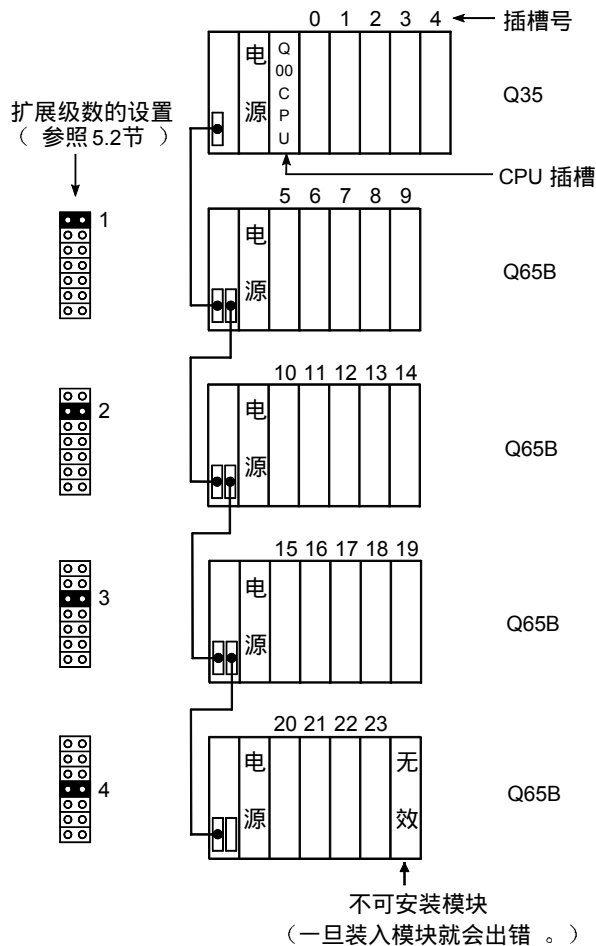 0 1 2 3 4 插槽号
电源
Q00CPU
Q35
扩展级数的设置
（ 参照 5.2节 ）
CPU 插槽
1
5 6 7 8 9
电源
Q65B
2
10 11 12 13 14
电源
Q65B
3
15 16 17 18 19
电源
Q65B
4
20 21 22 23
电源
无效
Q65B
不可安装模块
（一旦装入模块就会出错 。）